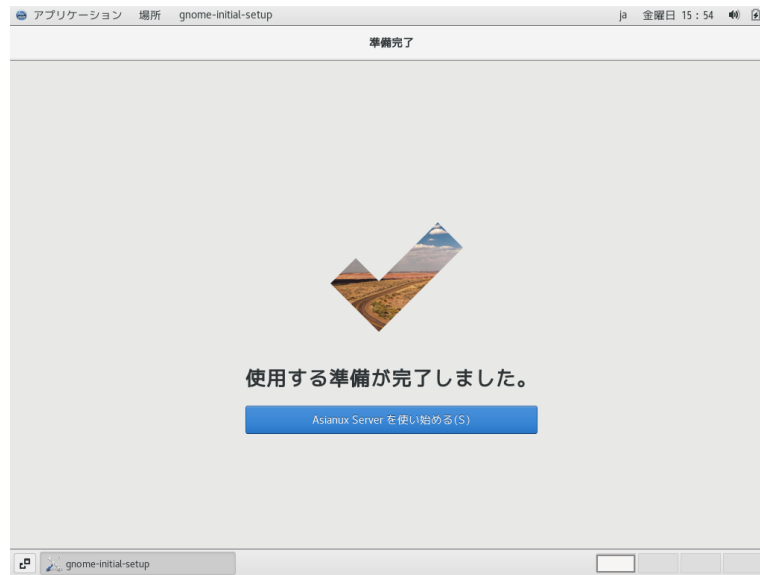 アプリケーション 場所 gnome-initial-setup ja 金曜日 15 : 54
準備完了
使用する準備が完了しました。
Asianux Server を使い始める(S)
gnome-initial-setup